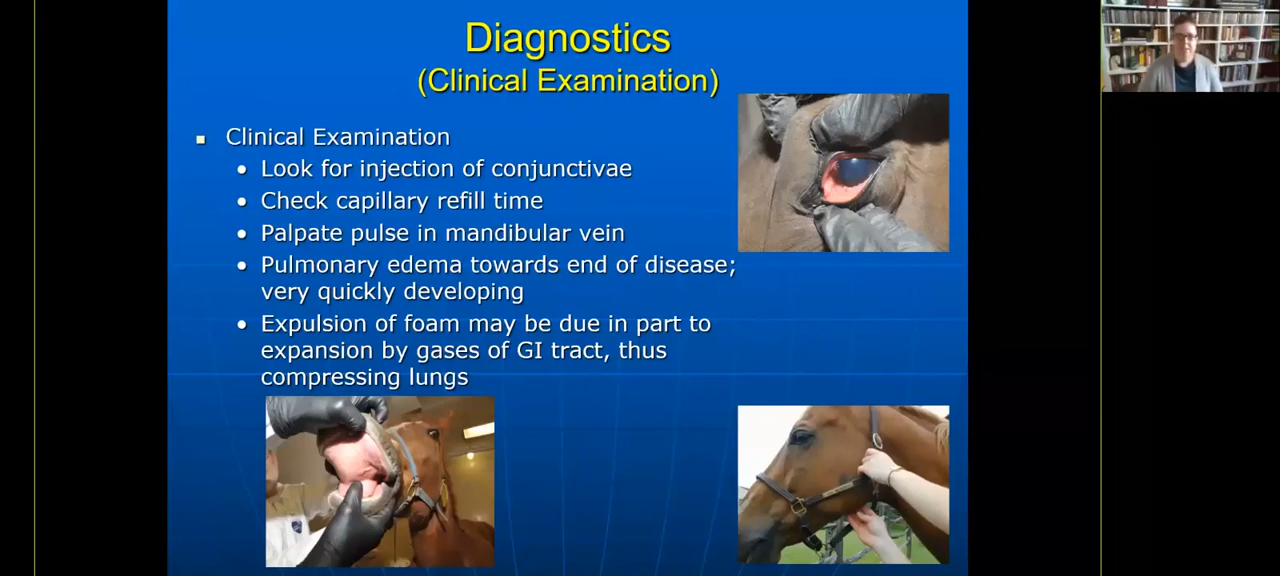 Diagnostics
(Clinical Examination)
Clinical Examination
Look for injection of conjunctivae
Check capillary refill time
Palpate pulse in mandibular vein
Pulmonary edema towards end of disease;
very quickly developing
Expulsion of foam may be due in part to
expansion by gases of GI tract, thus
compressing lungs